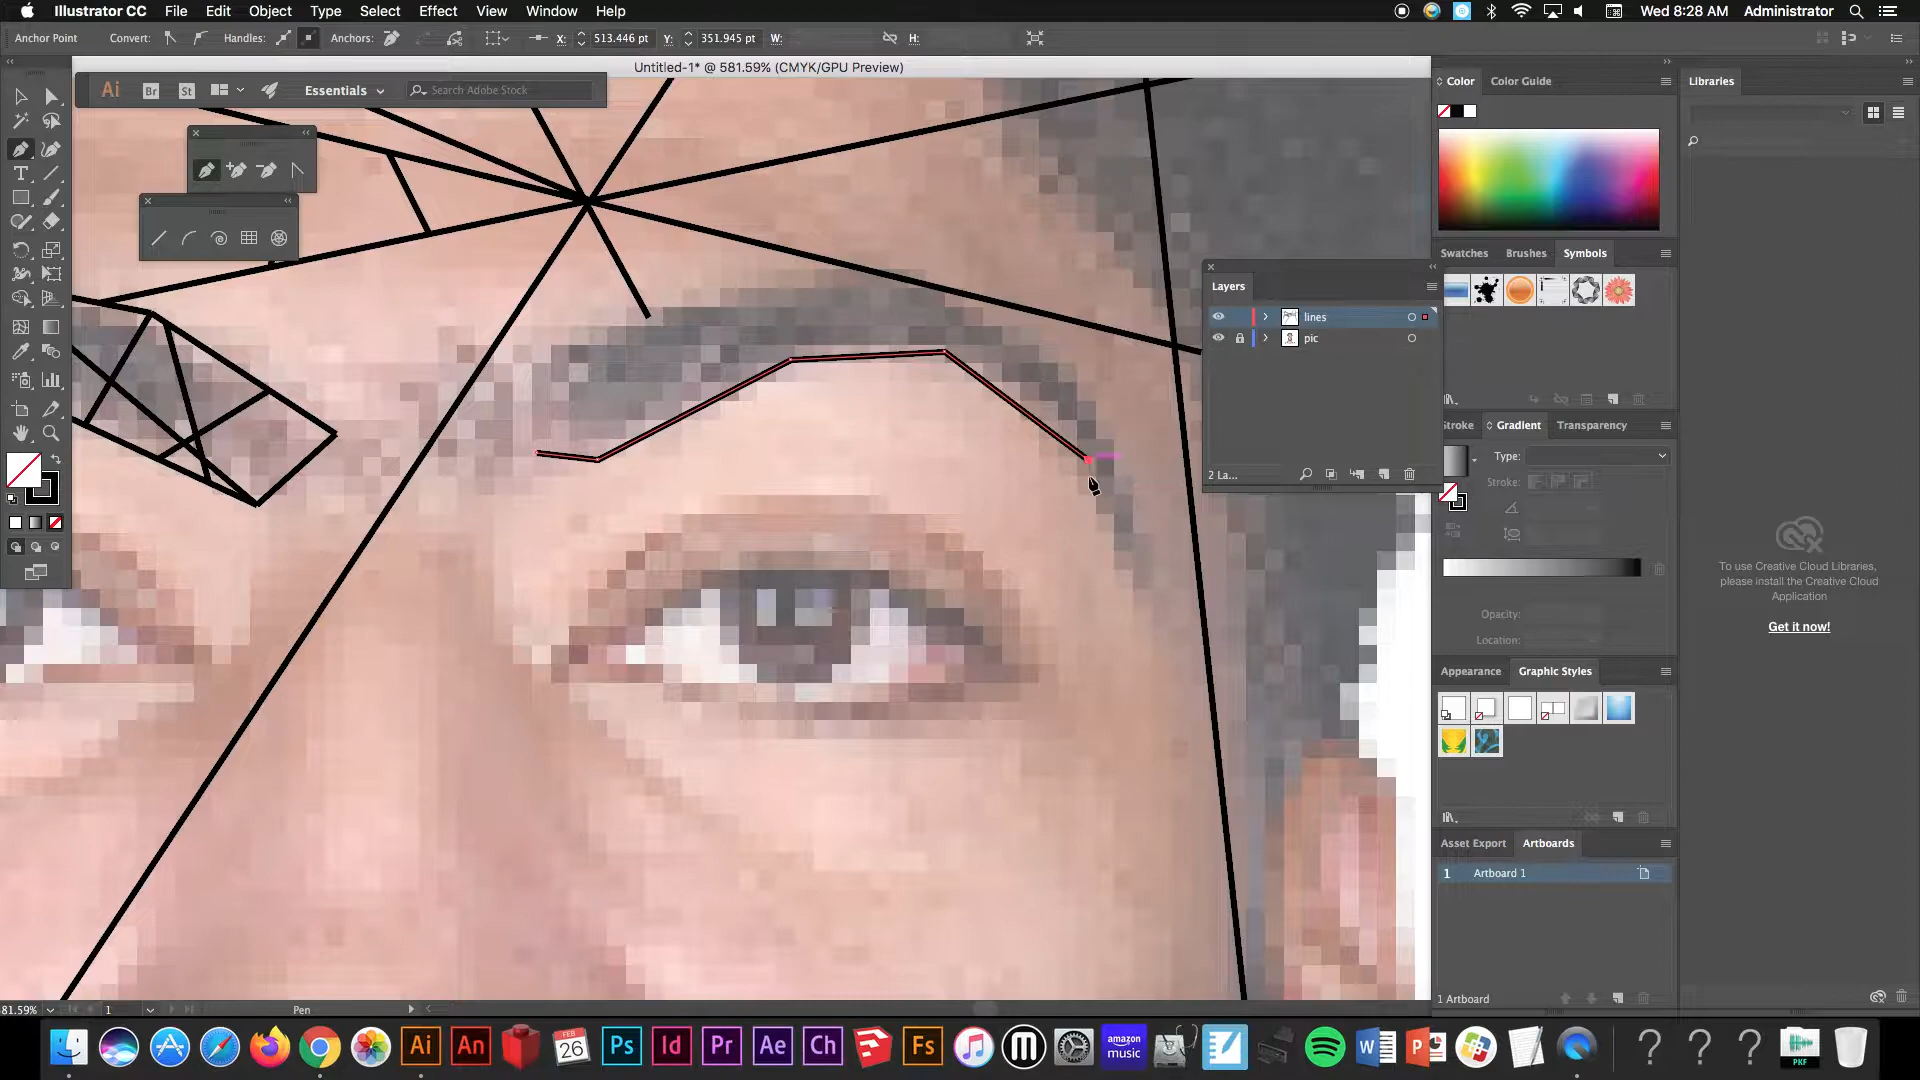 Illustrator CC File Edit Object Type Select Effect View Window Help
Wed 8:28 AM Administrator
Anchor Point Convert: Handles: Anchors: X: 513.446 pt Y: 351.945 pt W: H:
Untitled-1* @ 581.59% (CMYK/GPU Preview)
Ai Br St Essentials Search Adobe Stock
Color Color Guide
Libraries
Swatches Brushes Symbols
Layers
lines
pic
2 La...
Stroke Gradient Transparency
Type:
Stroke:
Opacity:
Location:
To use Creative Cloud Libraries,
please install the Creative Cloud
Application
Get it now!
Appearance Graphic Styles
Asset Export Artboards
1 Artboard 1
1 Artboard
81.59% 1 Pen
FEB
26
Ai An Ps Id Pr Ae Ch Fs
amazon
music
W P
PKF